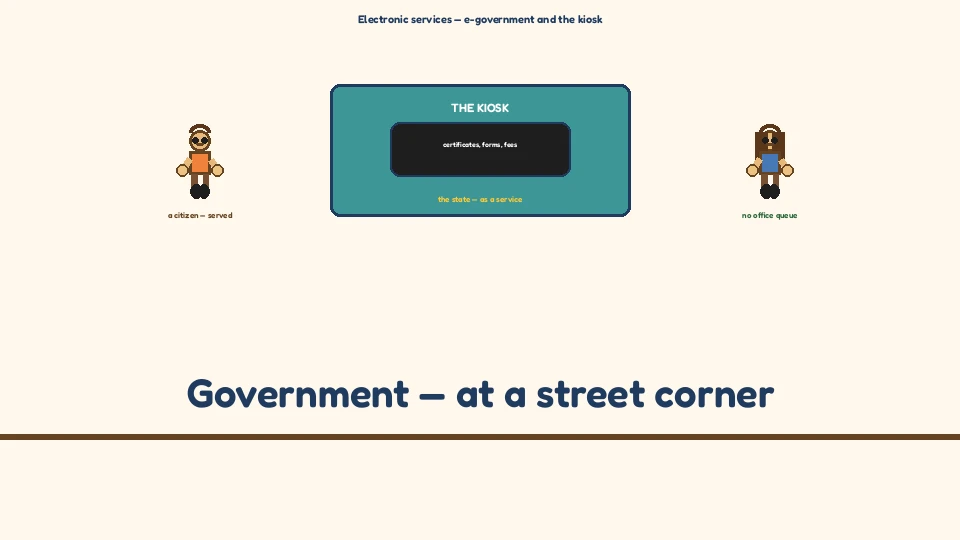 Electronic services — e-government and the kiosk
THE KIOSK
certificates, forms, fees
the state — as a service
a citizen — served
no office queue
Government — at a street corner